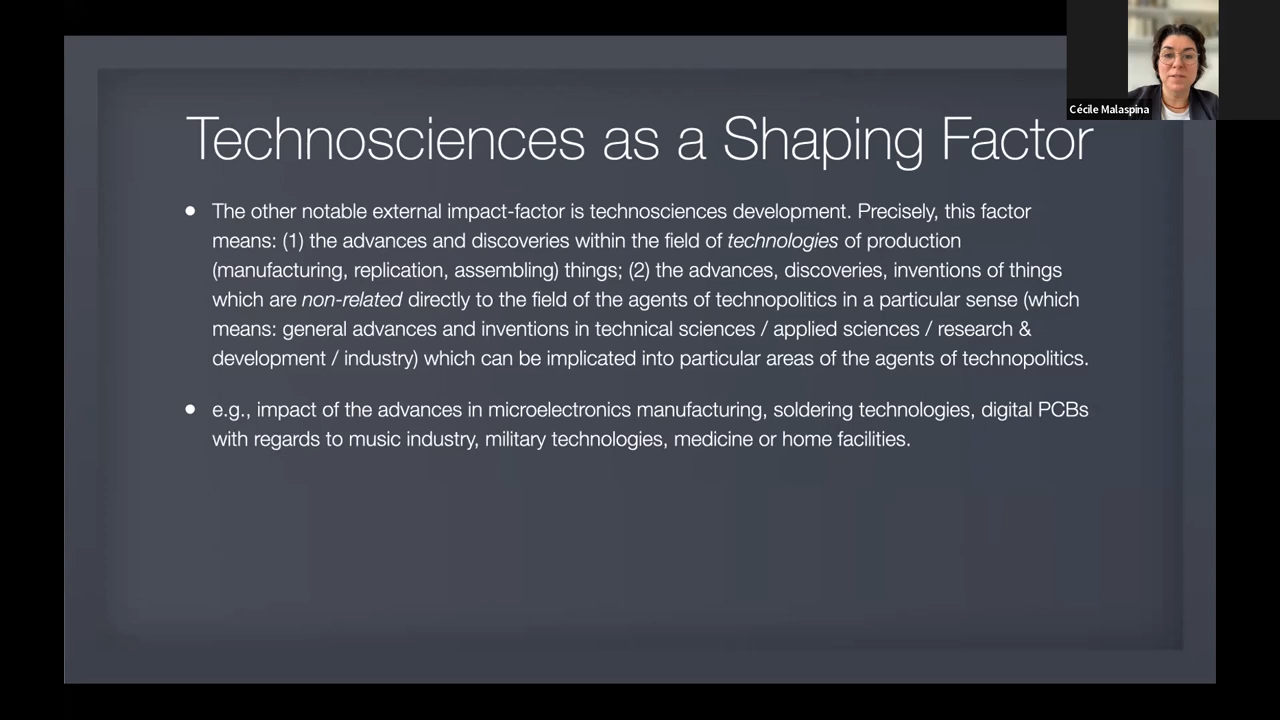 Cécile Malaspina
Technosciences as a Shaping Factor
• The other notable external impact-factor is technosciences development. Precisely, this factor
means: (1) the advances and discoveries within the field of technologies of production
(manufacturing, replication, assembling) things; (2) the advances, discoveries, inventions of things
which are non-related directly to the field of the agents of technopolitics in a particular sense (which
means: general advances and inventions in technical sciences / applied sciences / research &
development / industry) which can be implicated into particular areas of the agents of technopolitics.
• e.g., impact of the advances in microelectronics manufacturing, soldering technologies, digital PCBs
with regards to music industry, military technologies, medicine or home facilities.